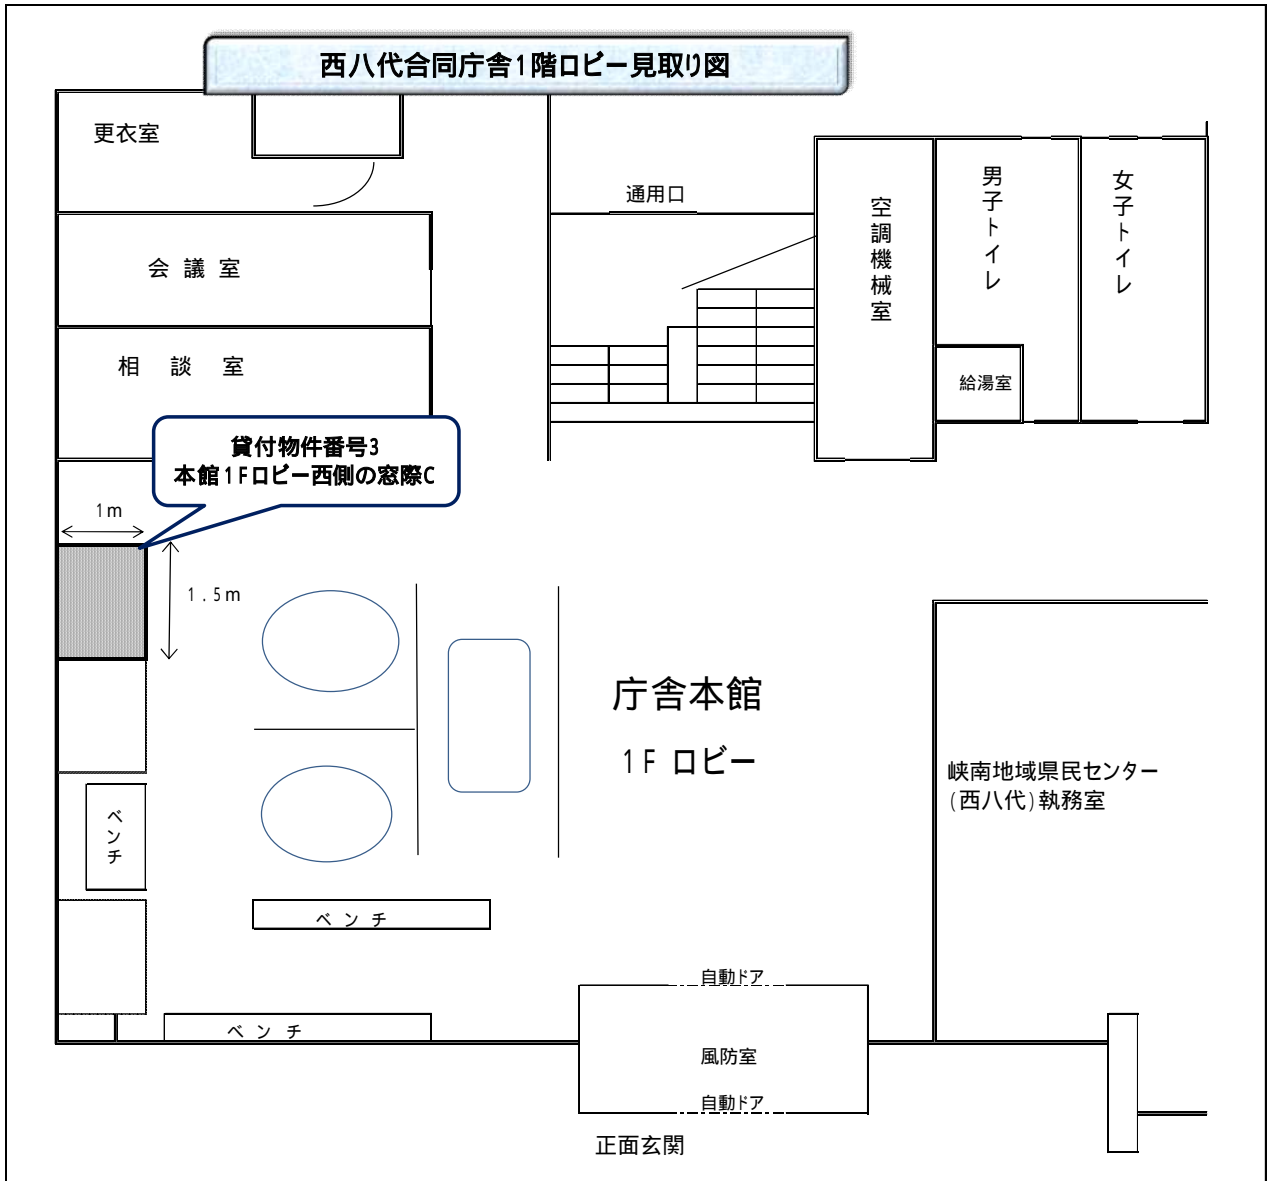 西八代合同庁舎1階ロビー見取り図
更衣室
通用口
会議室
相談室
空調機械室
男子トイレ
女子トイレ
給湯室
貸付物件番号3
本館1Fロビー西側の窓際C
1m
1.5m
庁舎本館
1F ロビー
峡南地域県民センター
(西八代)執務室
ベンチ
ベンチ
ベンチ
自動ドア
風防室
自動ドア
正面玄関